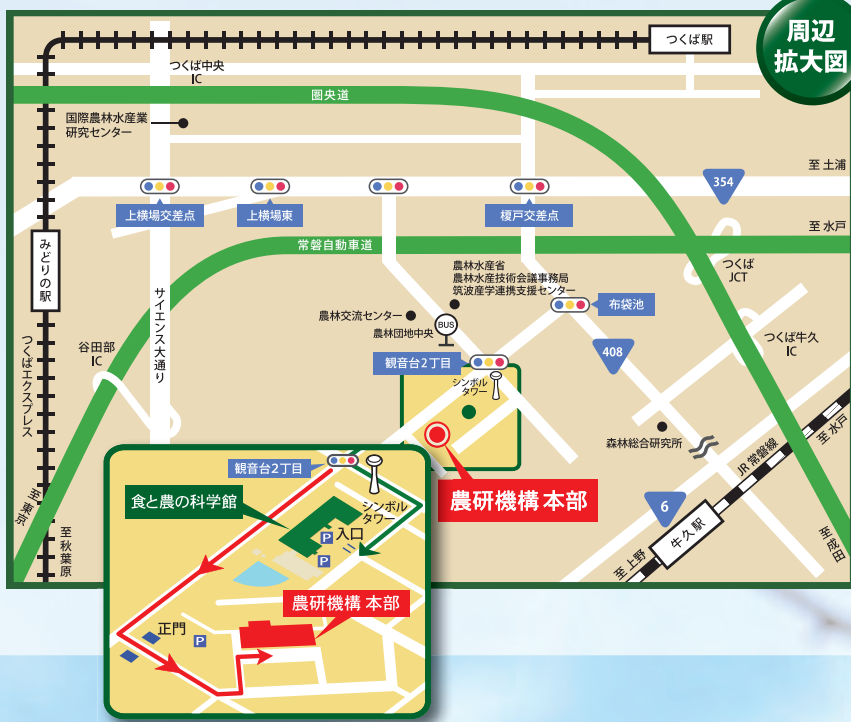 周辺
拡大図
つくば駅
つくば中央
IC
圏央道
国際農林水産業
研究センター
至 土浦
354
上横場交差点
上横場東
榎戸交差点
至 水戸
常磐自動車道
みどりの駅
つくば
JCT
農林水産省
農林水産技術会議事務局
筑波産学連携支援センター
サイエンス大通り
布袋池
農林交流センター
BUS
農林団地中央
408
つくば牛久
IC
谷田部
IC
つくばエクスプレス
観音台2丁目
シンボル
タワー
森林総合研究所
JR常磐線
至 水戸
農研機構 本部
6
牛久駅
至 上野
至 成田
至 東京
至 秋葉原
観音台2丁目
食と農の科学館
シンボル
タワー
入口
P
P
農研機構 本部
正門
P